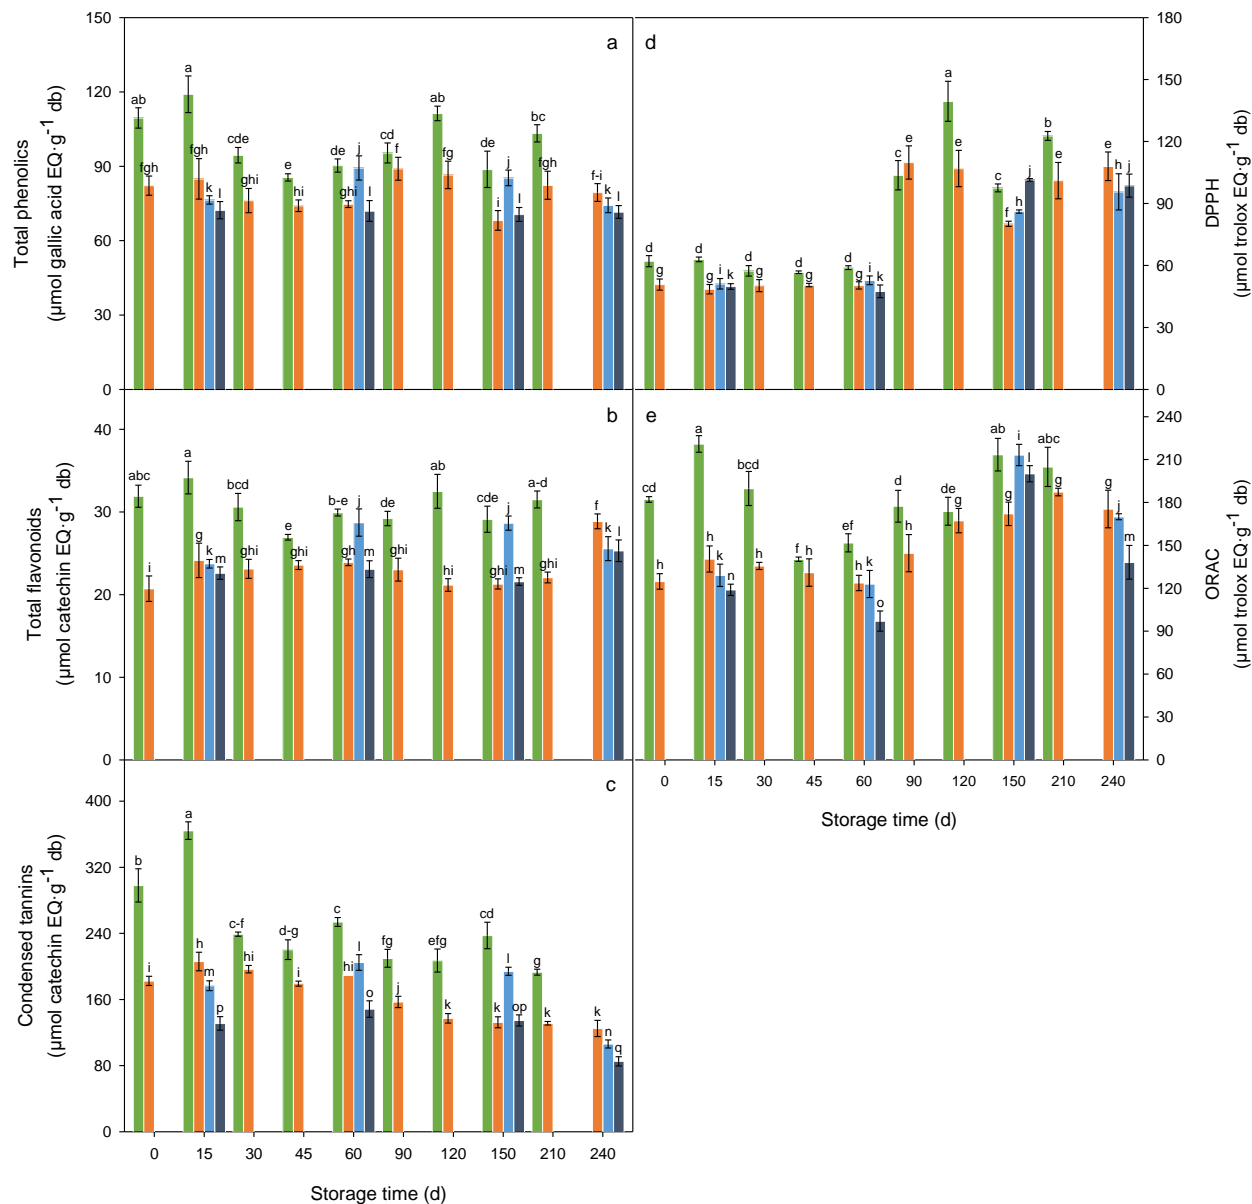 150
120
90
60
30
0
Total phenolics
(µmol gallic acid EQ·g⁻¹ db)
a
ab
fgh
a
fgh
k
l
cde
ghi
e
hi
de
ghi
j
l
cd
f
ab
fg
de
i
j
l
bc
fgh
f-i
k
l
d
180
150
120
90
60
30
0
DPPH
(µmol trolox EQ·g⁻¹ db)
d
g
d
g
i
k
d
g
d
g
d
g
i
k
c
e
a
e
c
f
h
j
b
e
e
h
j
40
30
20
10
0
Total flavonoids
(µmol catechin EQ·g⁻¹ db)
b
abc
i
a
g
k
m
bcd
ghi
e
ghi
b-e
gh
j
m
de
ghi
ab
hi
cde
ghi
j
m
a-d
ghi
f
k
l
e
240
210
180
150
120
90
60
30
0
ORAC
(µmol trolox EQ·g⁻¹ db)
cd
h
a
h
k
n
bcd
h
f
h
ef
h
k
o
d
h
de
g
ab
g
i
l
abc
g
g
j
m
0 15 30 45 60 90 120 150 210 240
Storage time (d)
400
320
240
160
80
0
Condensed tannins
(µmol catechin EQ·g⁻¹ db)
c
b
i
a
h
m
p
c-f
hi
d-g
i
c
hi
l
o
fg
j
efg
k
cd
k
l
op
g
k
k
n
q
0 15 30 45 60 90 120 150 210 240
Storage time (d)